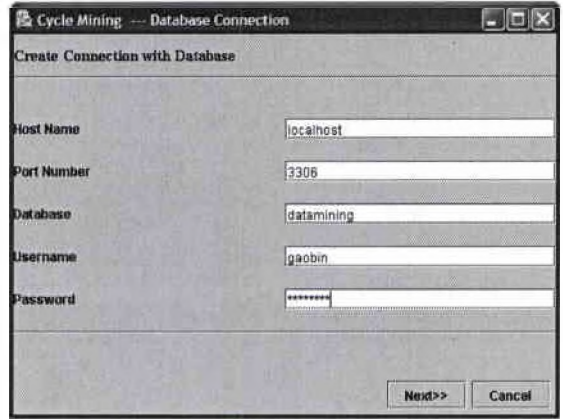 Cycle Mining --- Database Connection
Create Connection with Database
Host Name localhost
Port Number 3306
Database datamining
Username gaobin
Password ********
Next>> Cancel